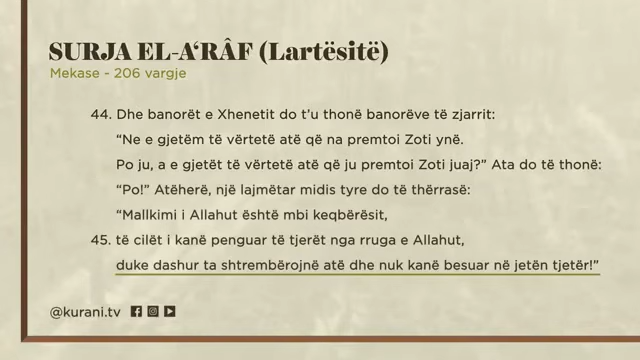 SURJA EL-A‘RÂF (Lartësitë)
Mekase - 206 vargje
44. Dhe banorët e Xhenetit do t’u thonë banorëve të zjarrit:
“Ne e gjetëm të vërtetë atë që na premtoi Zoti ynë.
Po ju, a e gjetët të vërtetë atë që ju premtoi Zoti juaj?” Ata do të thonë:
“Po!” Atëherë, një lajmëtar midis tyre do të thërrasë:
“Mallkimi i Allahut është mbi keqbërësit,
45. të cilët i kanë penguar të tjerët nga rruga e Allahut,
duke dashur ta shtrembërojnë atë dhe nuk kanë besuar në jetën tjetër!”
@kurani.tv